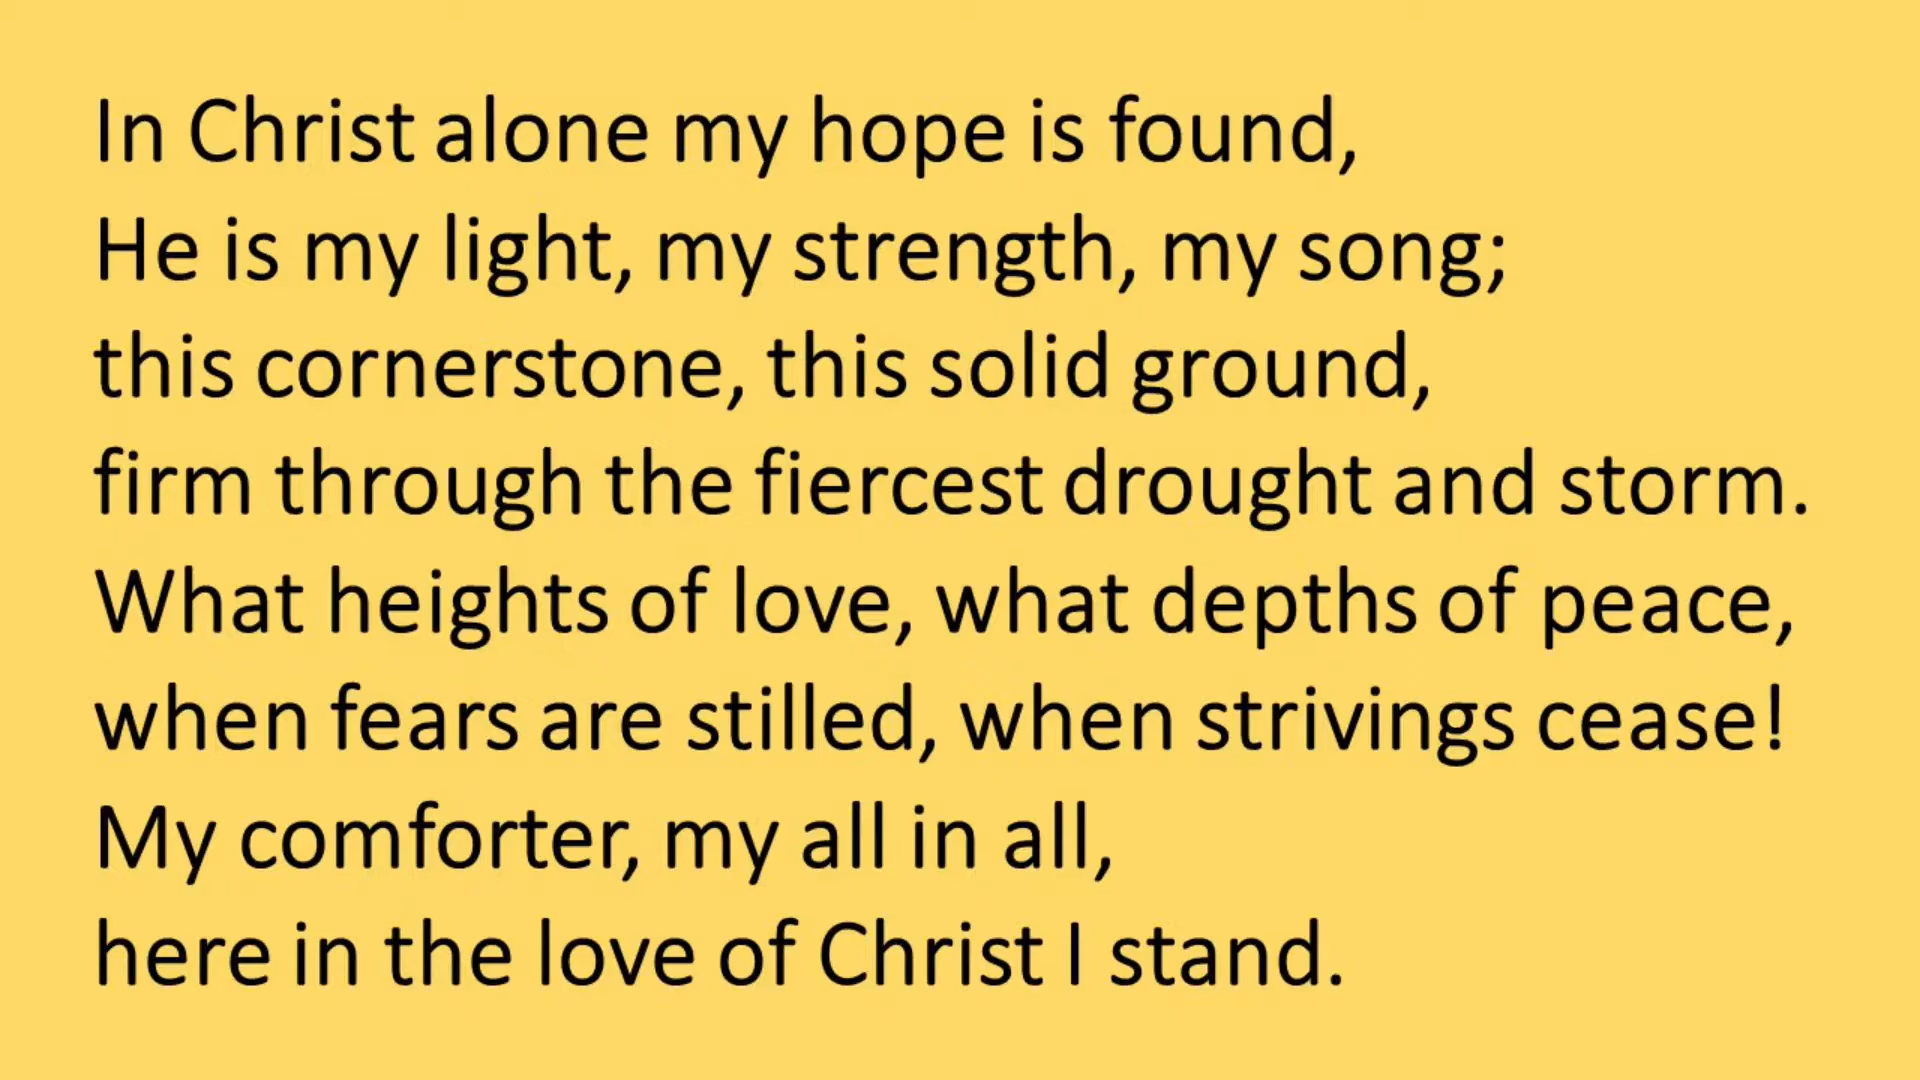 In Christ alone my hope is found,
He is my light, my strength, my song;
this cornerstone, this solid ground,
firm through the fiercest drought and storm.
What heights of love, what depths of peace,
when fears are stilled, when strivings cease!
My comforter, my all in all,
here in the love of Christ I stand.